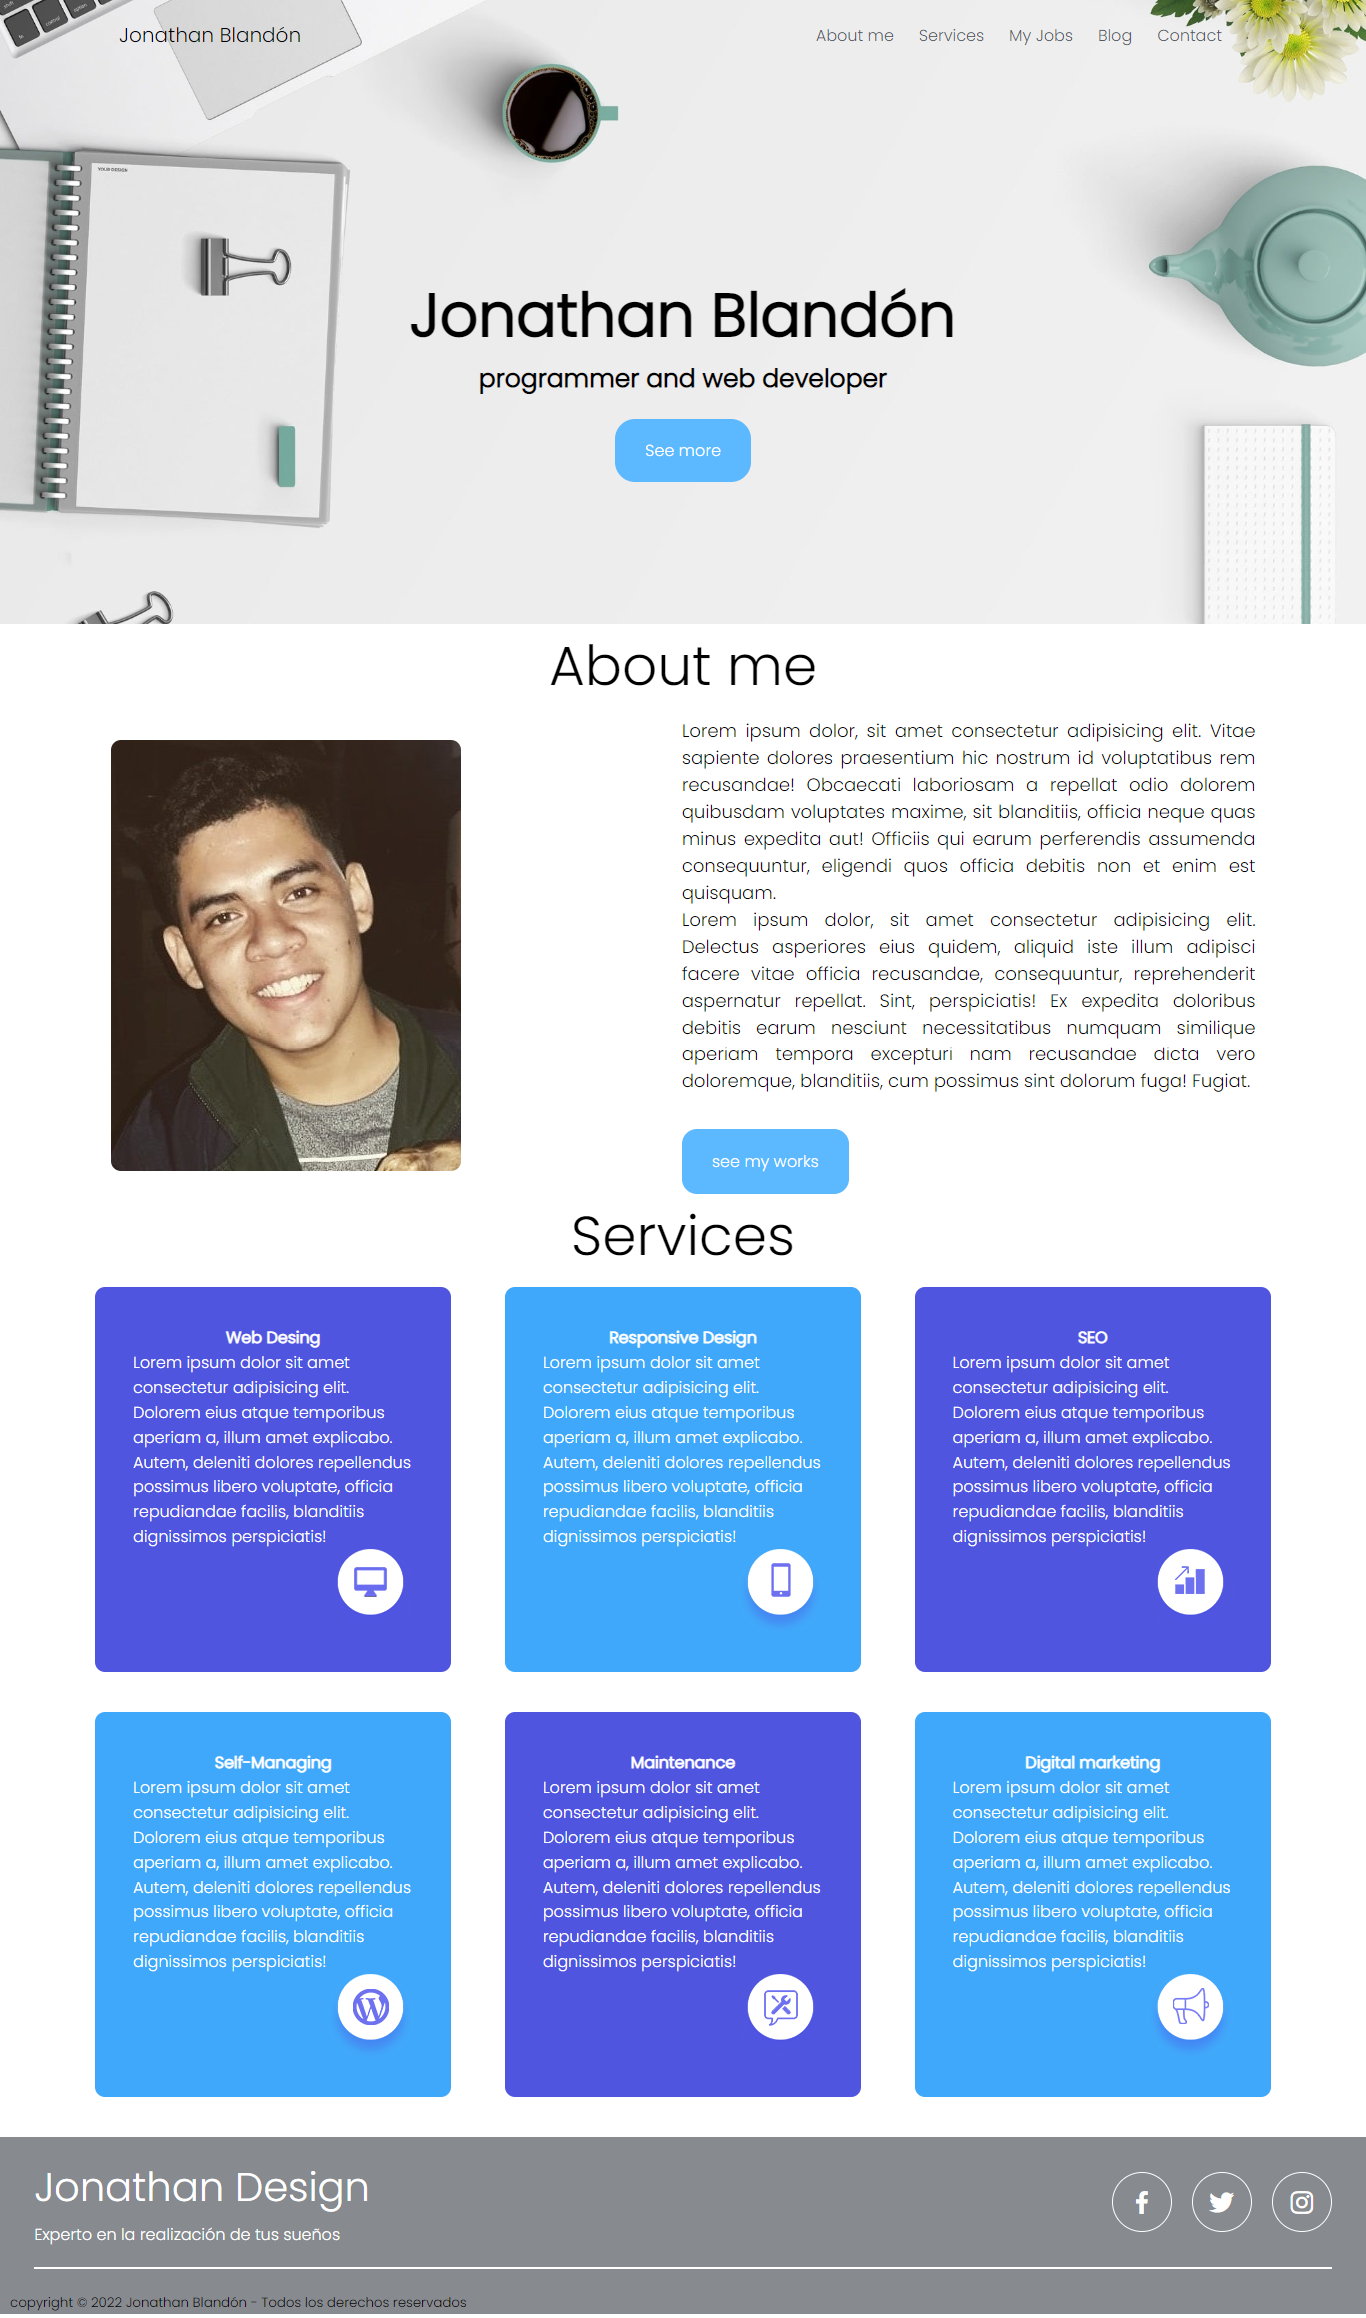 Jonathan Blandón
About me Services My Jobs Blog Contact
YOUR DESIGN
Jonathan Blandón
programmer and web developer
See more
About me
Lorem ipsum dolor, sit amet consectetur adipisicing elit. Vitae
sapiente dolores praesentium hic nostrum id voluptatibus rem
recusandae! Obcaecati laboriosam a repellat odio dolorem
quibusdam voluptates maxime, sit blanditiis, officia neque quas
minus expedita aut! Officiis qui earum perferendis assumenda
consequuntur, eligendi quos officia debitis non et enim est
quisquam.
Lorem ipsum dolor, sit amet consectetur adipisicing elit.
Delectus asperiores eius quidem, aliquid iste illum adipisci
facere vitae officia recusandae, consequuntur, reprehenderit
aspernatur repellat. Sint, perspiciatis! Ex expedita doloribus
debitis earum nesciunt necessitatibus numquam similique
aperiam tempora excepturi nam recusandae dicta vero
doloremque, blanditiis, cum possimus sint dolorum fuga! Fugiat.
see my works
Services
Web Desing
Lorem ipsum dolor sit amet
consectetur adipisicing elit.
Dolorem eius atque temporibus
aperiam a, illum amet explicabo.
Autem, deleniti dolores repellendus
possimus libero voluptate, officia
repudiandae facilis, blanditiis
dignissimos perspiciatis!
Responsive Design
Lorem ipsum dolor sit amet
consectetur adipisicing elit.
Dolorem eius atque temporibus
aperiam a, illum amet explicabo.
Autem, deleniti dolores repellendus
possimus libero voluptate, officia
repudiandae facilis, blanditiis
dignissimos perspiciatis!
SEO
Lorem ipsum dolor sit amet
consectetur adipisicing elit.
Dolorem eius atque temporibus
aperiam a, illum amet explicabo.
Autem, deleniti dolores repellendus
possimus libero voluptate, officia
repudiandae facilis, blanditiis
dignissimos perspiciatis!
Self-Managing
Lorem ipsum dolor sit amet
consectetur adipisicing elit.
Dolorem eius atque temporibus
aperiam a, illum amet explicabo.
Autem, deleniti dolores repellendus
possimus libero voluptate, officia
repudiandae facilis, blanditiis
dignissimos perspiciatis!
Maintenance
Lorem ipsum dolor sit amet
consectetur adipisicing elit.
Dolorem eius atque temporibus
aperiam a, illum amet explicabo.
Autem, deleniti dolores repellendus
possimus libero voluptate, officia
repudiandae facilis, blanditiis
dignissimos perspiciatis!
Digital marketing
Lorem ipsum dolor sit amet
consectetur adipisicing elit.
Dolorem eius atque temporibus
aperiam a, illum amet explicabo.
Autem, deleniti dolores repellendus
possimus libero voluptate, officia
repudiandae facilis, blanditiis
dignissimos perspiciatis!
Jonathan Design
Experto en la realización de tus sueños
copyright © 2022 Jonathan Blandón - Todos los derechos reservados